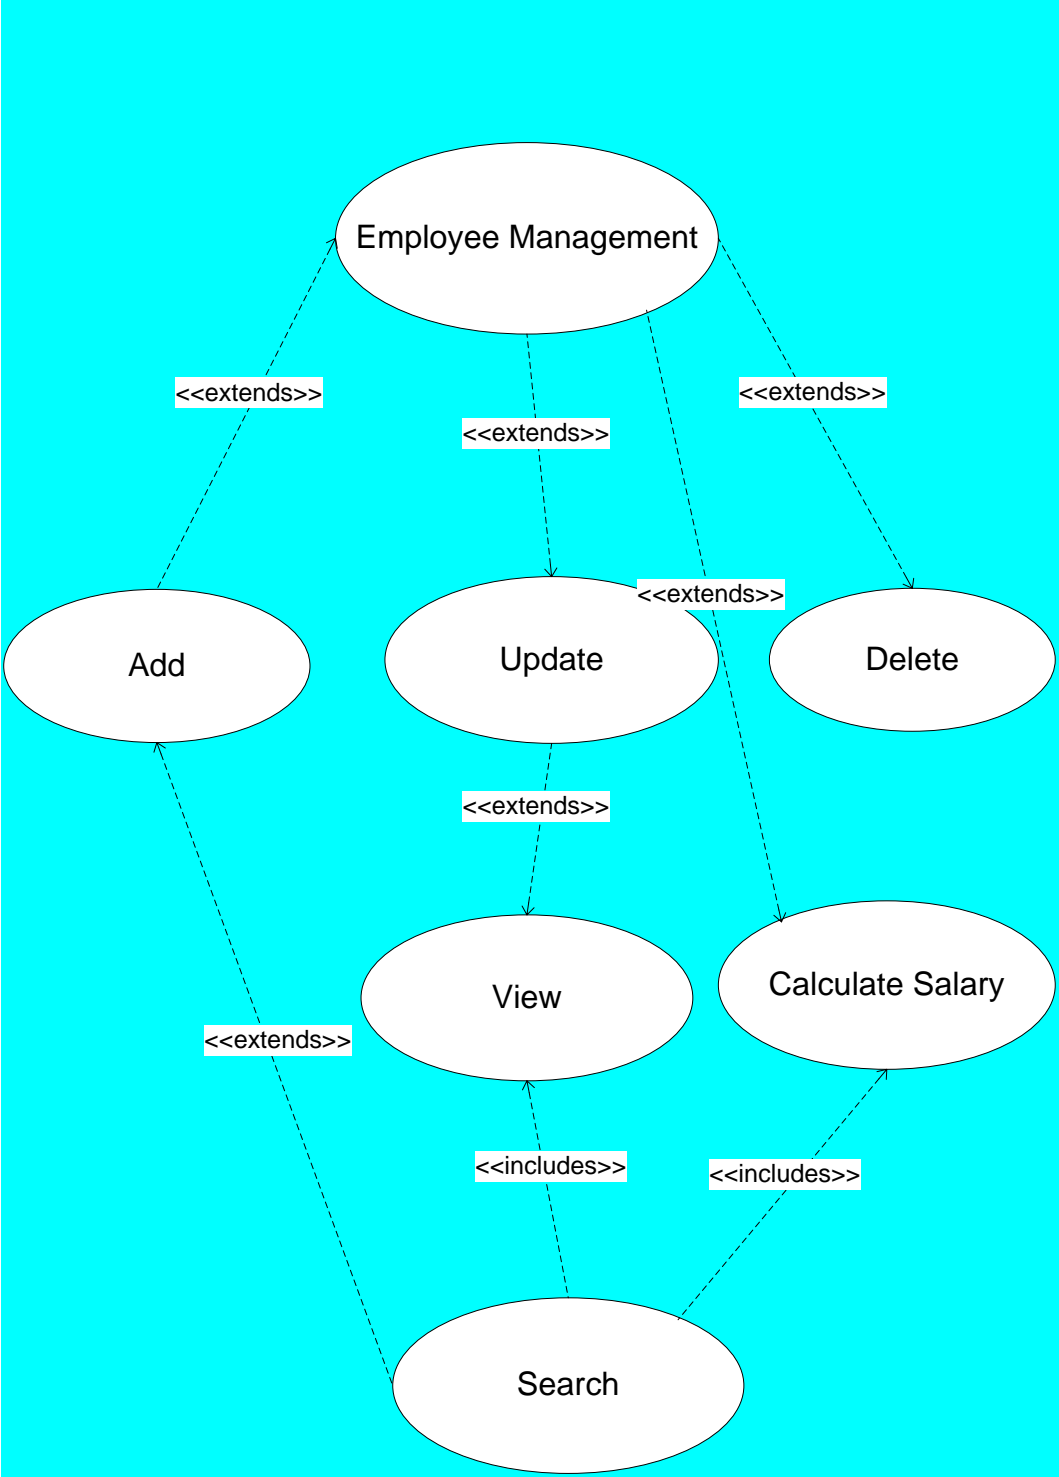 Employee Management
<<extends>>
<<extends>>
<<extends>>
<<extends>>
Add
Update
Delete
<<extends>>
View
Calculate Salary
<<extends>>
<<includes>>
<<includes>>
Search